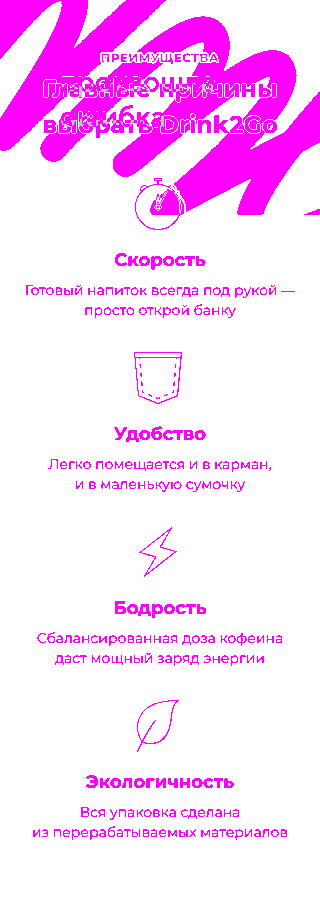 ПРЕИМУЩЕСТВА
Главные причины
выбрать Drink2Go
Скорость
Готовый напиток всегда под рукой —
просто открой банку
Удобство
Легко помещается и в карман,
и в маленькую сумочку
Бодрость
Сбалансированная доза кофеина
даст мощный заряд энергии
Экологичность
Вся упаковка сделана
из перерабатываемых материалов